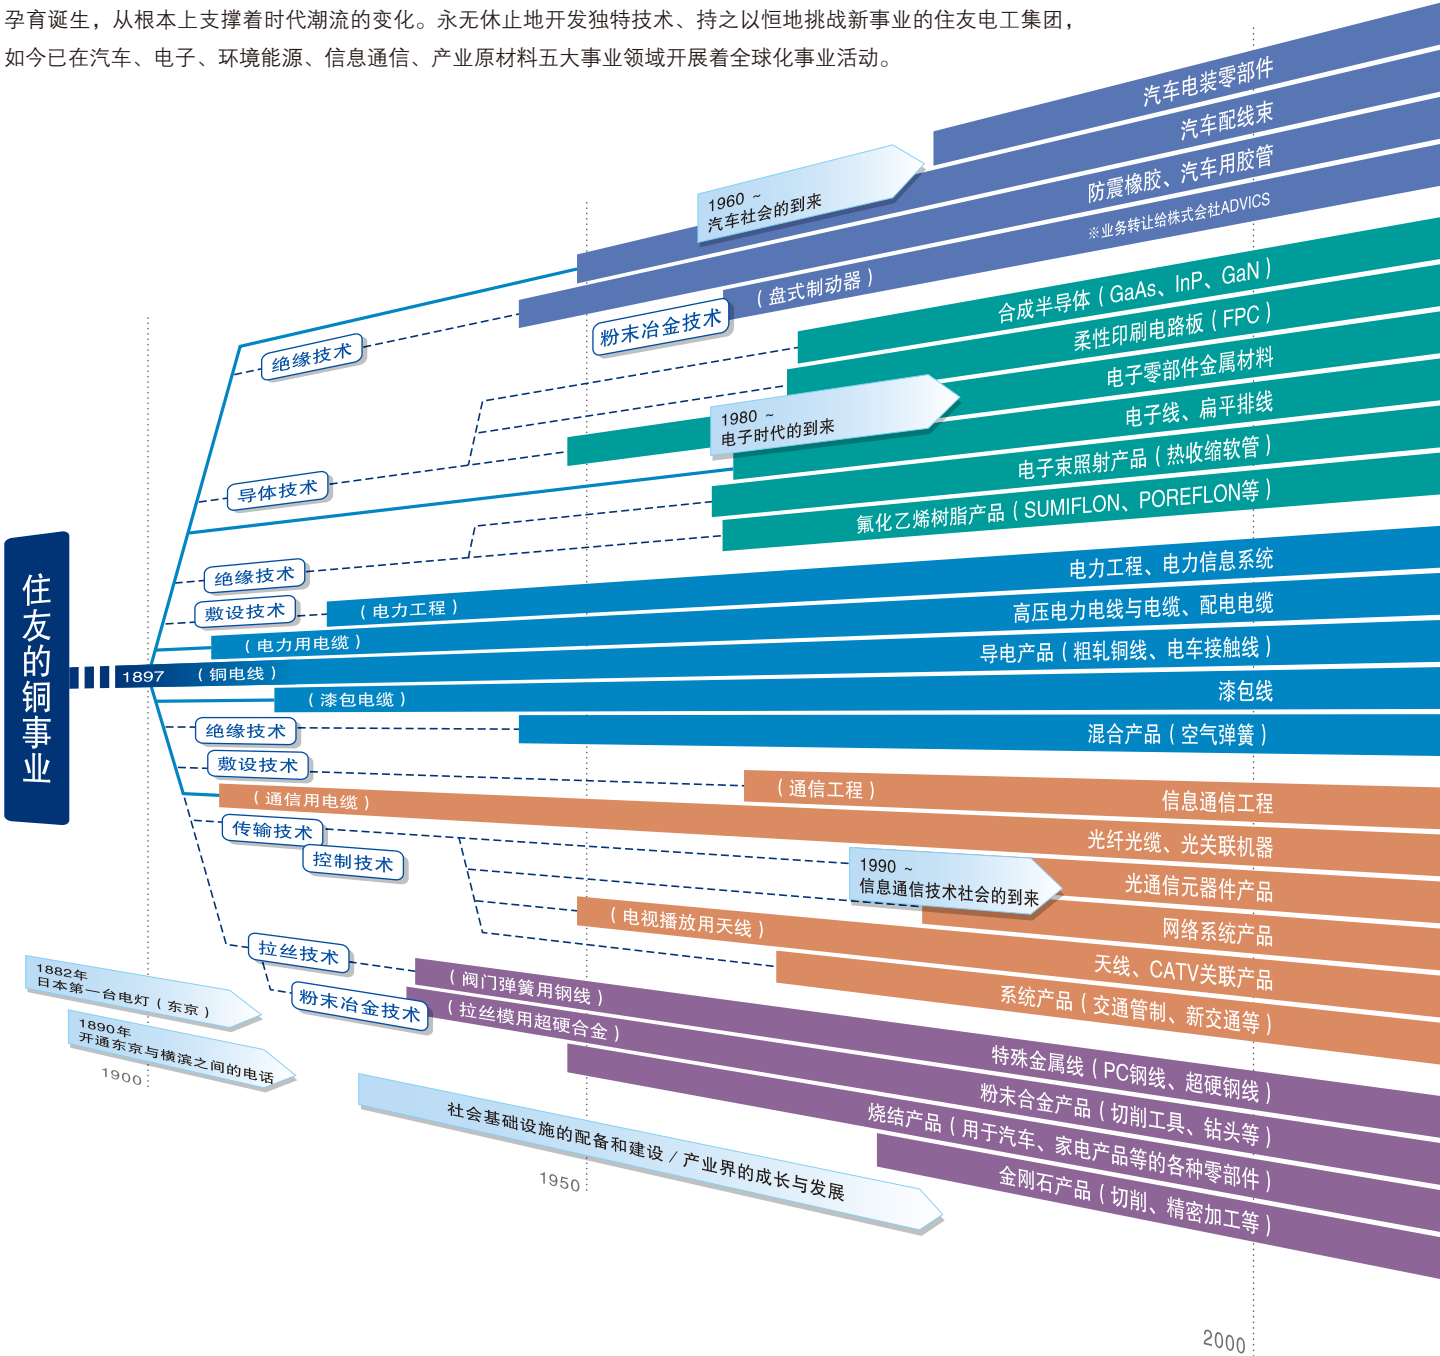 孕育诞生，从根本上支撑着时代潮流的变化。永无休止地开发独特技术、持之以恒地挑战新事业的住友电工集团，
如今已在汽车、电子、环境能源、信息通信、产业原材料五大事业领域开展着全球化事业活动。
汽车电装零部件
汽车配线束
1960 ~
汽车社会的到来
防震橡胶、汽车用胶管
※业务转让给株式会社ADVICS
（盘式制动器）
粉末冶金技术
绝缘技术
合成半导体（GaAs、InP、GaN）
柔性印刷电路板（FPC）
电子零部件金属材料
1980 ~
电子时代的到来
电子线、扁平排线
导体技术
电子束照射产品（热收缩软管）
氟化乙烯树脂产品（SUMIFLON、POREFLON等）
绝缘技术
敷设技术
（电力工程）
电力工程、电力信息系统
（电力用电缆）
高压电力电线与电缆、配电电缆
住友的铜事业
1897
（铜电线）
导电产品（粗轧铜线、电车接触线）
（漆包电缆）
漆包线
绝缘技术
混合产品（空气弹簧）
敷设技术
（通信工程）
信息通信工程
（通信用电缆）
光纤光缆、光关联机器
传输技术
控制技术
1990 ~
信息通信技术社会的到来
光通信元器件产品
网络系统产品
（电视播放用天线）
天线、CATV关联产品
系统产品（交通管制、新交通等）
拉丝技术
粉末冶金技术
（阀门弹簧用钢线）
特殊金属线（PC钢线、超硬钢线）
（拉丝模用超硬合金）
粉末合金产品（切削工具、钻头等）
烧结产品（用于汽车、家电产品等的各种零部件）
金刚石产品（切削、精密加工等）
1882年
日本第一台电灯（东京）
1890年
开通东京与横滨之间的电话
1900
社会基础设施的配备和建设 / 产业界的成长与发展
1950
2000